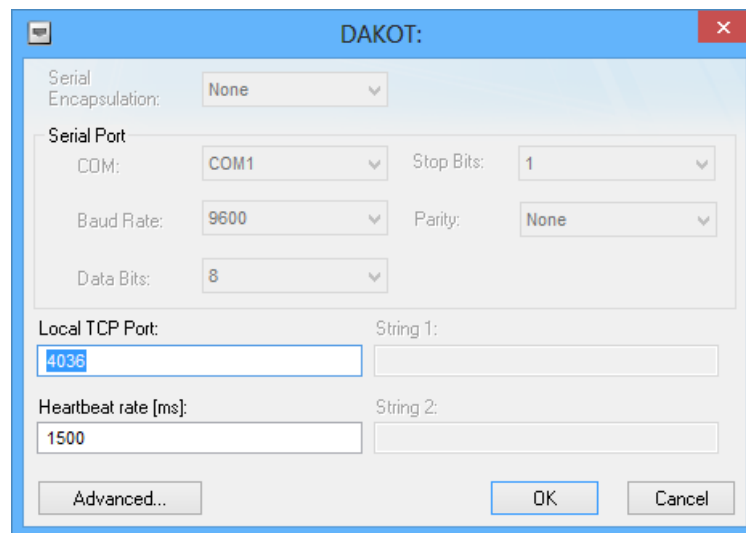 DAKOT:
Serial
Encapsulation:
None
Serial Port
COM:
COM1
Stop Bits:
1
Baud Rate:
9600
Parity:
None
Data Bits:
8
Local TCP Port:
String 1:
4036
Heartbeat rate [ms]:
String 2:
1500
Advanced...
OK
Cancel